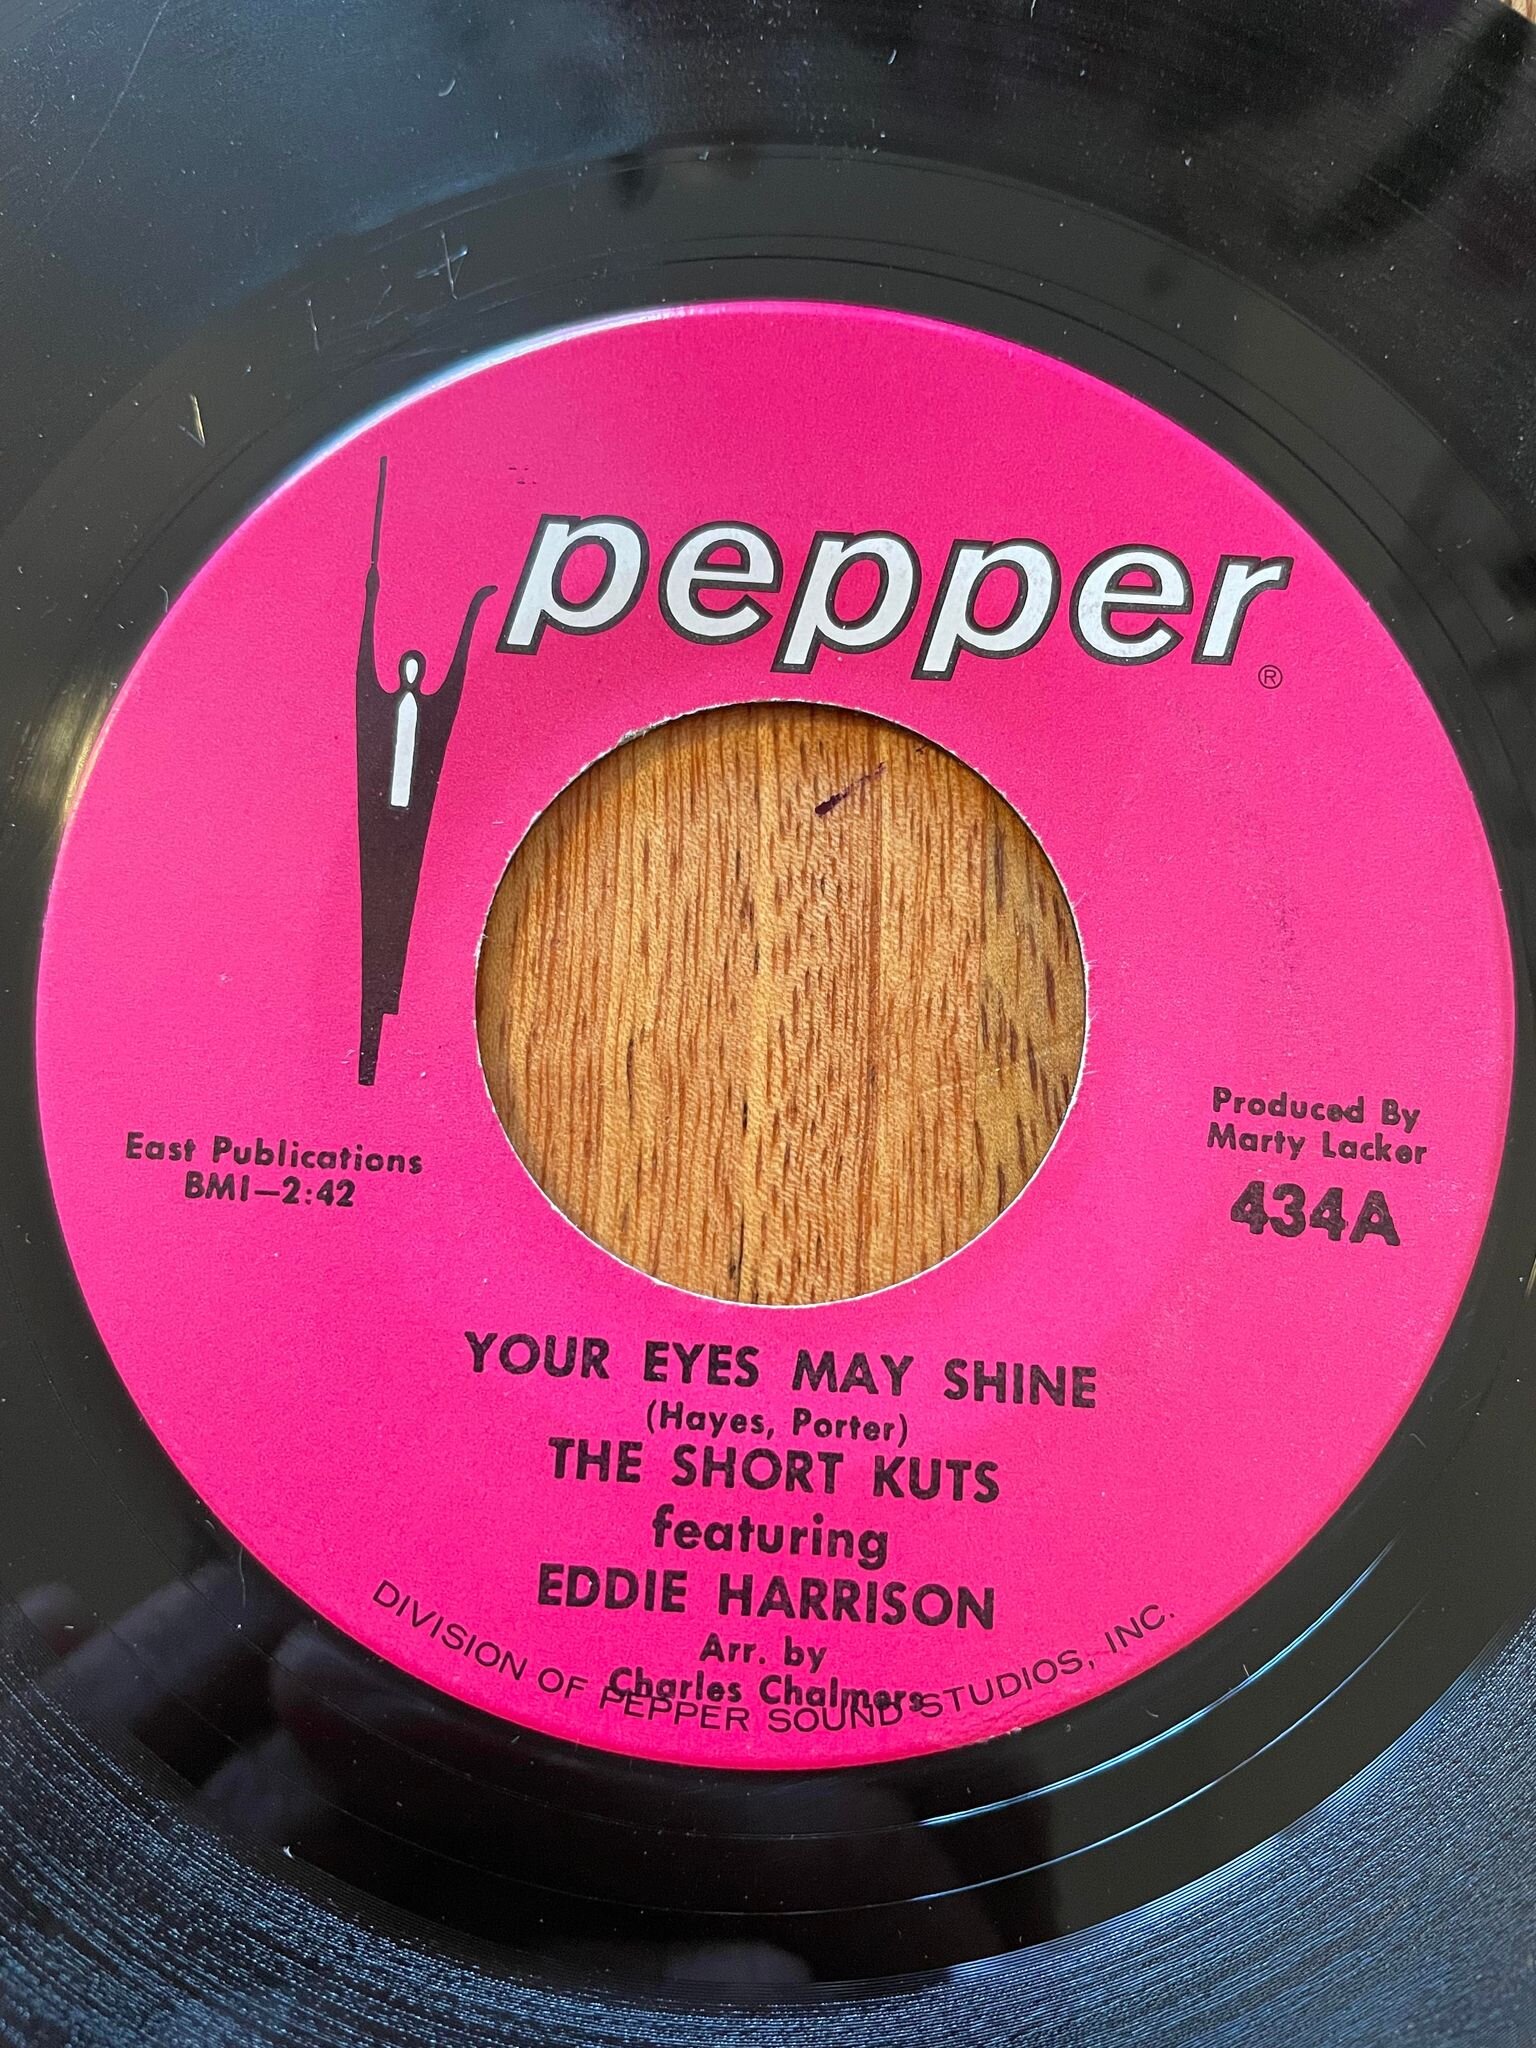 pepper
®
East Publications
BMI—2:42
Produced By
Marty Lacker
434A
YOUR EYES MAY SHINE
(Hayes, Porter)
THE SHORT KUTS
featuring
EDDIE HARRISON
Arr. by
Charles Chalmers
DIVISION OF PEPPER SOUND STUDIOS, INC.